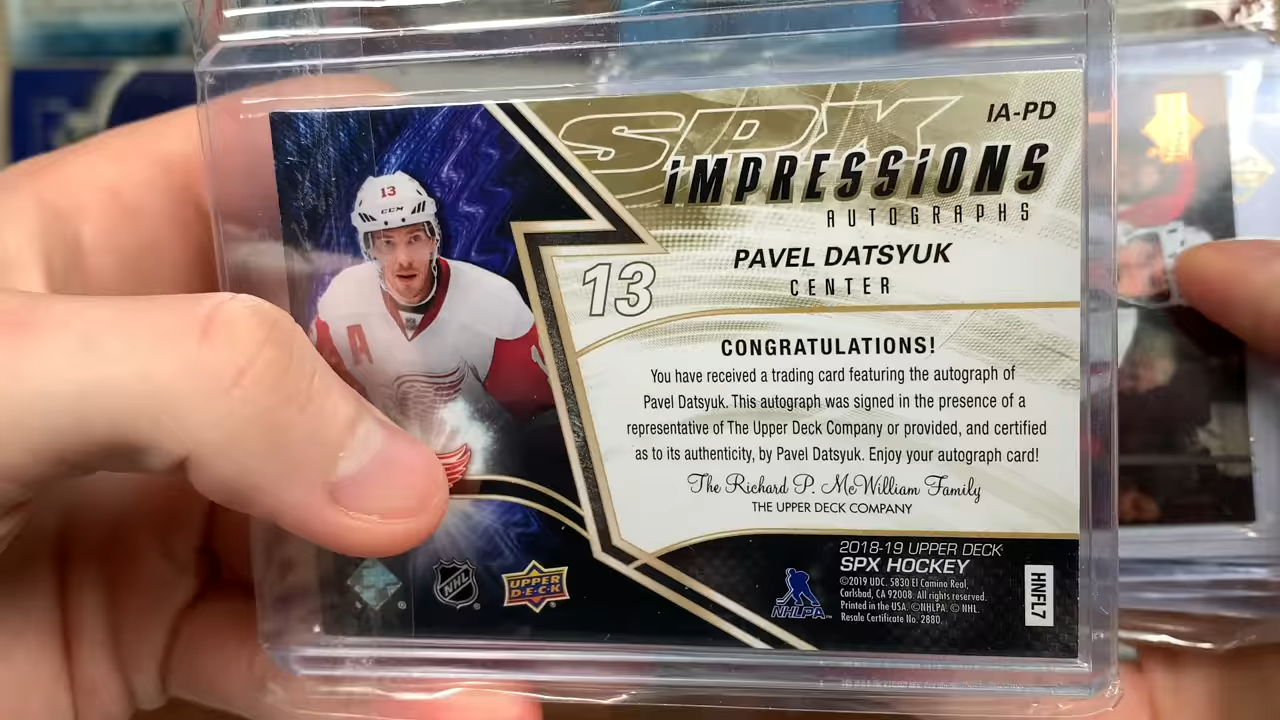 13
CCM
A
SPX
IA-PD
IMPRESSIONS
AUTOGRAPHS
PAVEL DATSYUK
CENTER
13
CONGRATULATIONS!
You have received a trading card featuring the autograph of
Pavel Datsyuk. This autograph was signed in the presence of a
representative of The Upper Deck Company or provided, and certified
as to its authenticity, by Pavel Datsyuk. Enjoy your autograph card!
The Richard P. McWilliam Family
THE UPPER DECK COMPANY
NHL
UPPER
D·E·C·K
NHLPA
2018-19 UPPER DECK
SPX HOCKEY
©2019 UDC. 5830 El Camino Real,
Carlsbad, CA 92008. All rights reserved.
Printed in the USA. ©NHLPA. © NHL.
Resale Certificate No. 2880.
HNFL7